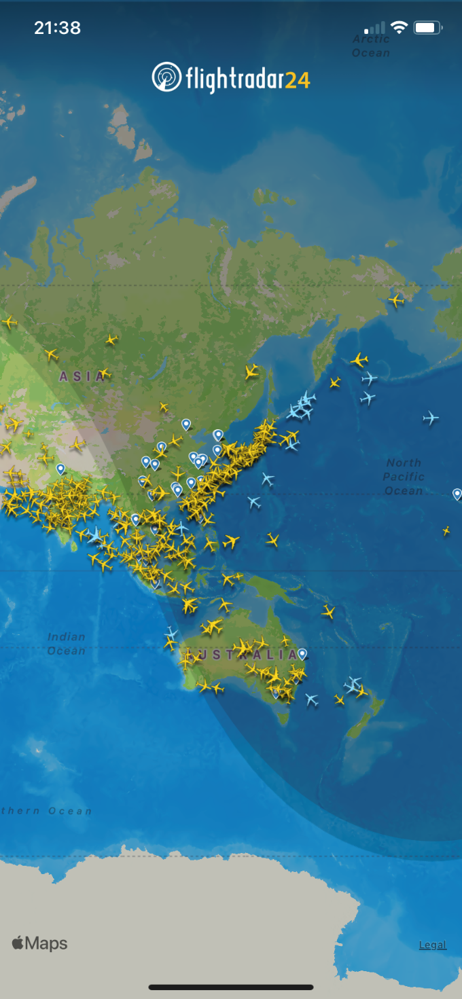 21:38
Arctic
Ocean
flightradar24
ASIA
North
Pacific
Ocean
Indian
Ocean
USTRALIA
thern Ocean
Maps
Legal